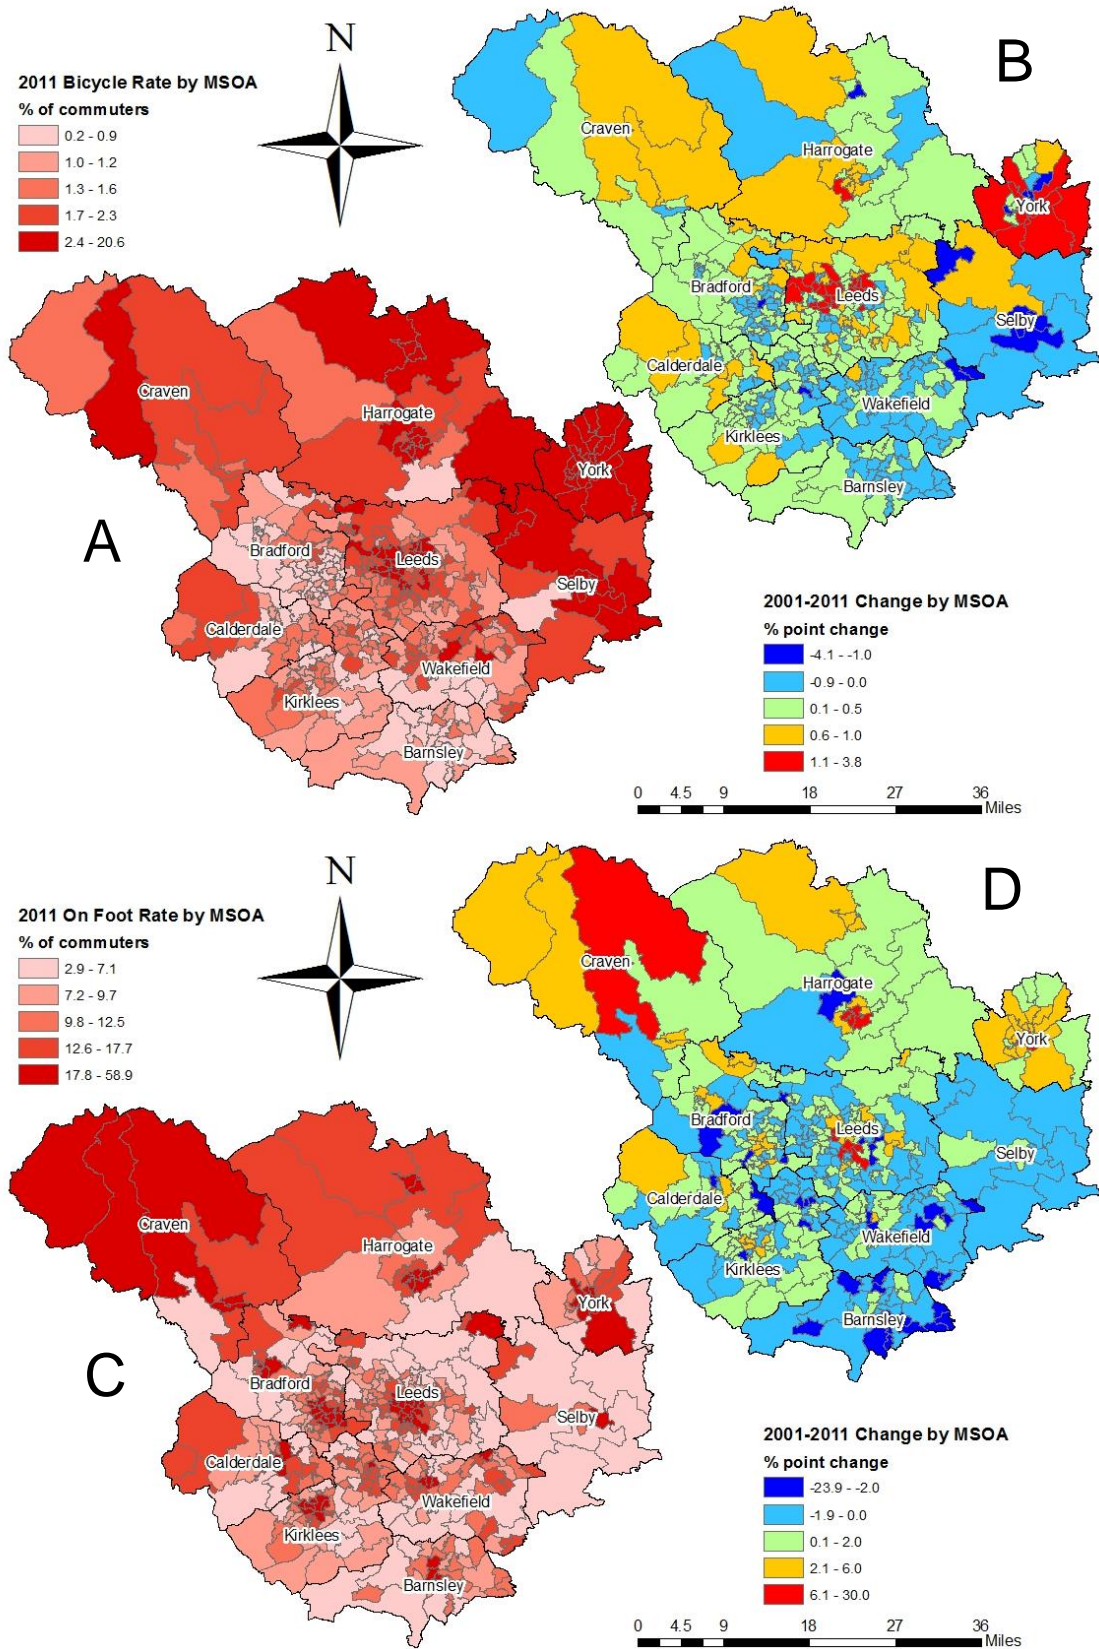 N
2011 Bicycle Rate by MSOA
% of commuters
0.2 - 0.9
1.0 - 1.2
1.3 - 1.6
1.7 - 2.3
2.4 - 20.6
B
Craven
Harrogate
York
Bradford
Leeds
Selby
Calderdale
Wakefield
Kirklees
Barnsley
A
Craven
Harrogate
York
Bradford
Leeds
Selby
Calderdale
Wakefield
Kirklees
Barnsley
2001-2011 Change by MSOA
% point change
-4.1 - -1.0
-0.9 - 0.0
0.1 - 0.5
0.6 - 1.0
1.1 - 3.8
0 4.5 9 18 27 36
Miles
N
2011 On Foot Rate by MSOA
% of commuters
2.9 - 7.1
7.2 - 9.7
9.8 - 12.5
12.6 - 17.7
17.8 - 58.9
D
Craven
Harrogate
York
Bradford
Leeds
Selby
Calderdale
Wakefield
Kirklees
Barnsley
C
Craven
Harrogate
York
Bradford
Leeds
Selby
Calderdale
Wakefield
Kirklees
Barnsley
2001-2011 Change by MSOA
% point change
-23.9 - -2.0
-1.9 - 0.0
0.1 - 2.0
2.1 - 6.0
6.1 - 30.0
0 4.5 9 18 27 36
Miles